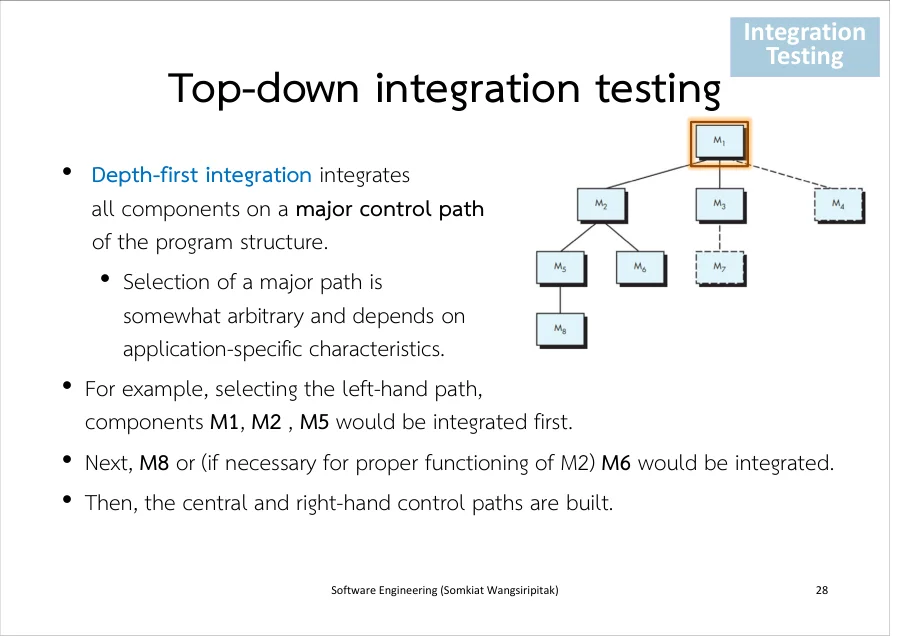 Integration
Testing
Top-down integration testing
• Depth-first integration integrates
all components on a major control path
of the program structure.
• Selection of a major path is
somewhat arbitrary and depends on
application-specific characteristics.
• For example, selecting the left-hand path,
components M1, M2 , M5 would be integrated first.
• Next, M8 or (if necessary for proper functioning of M2) M6 would be integrated.
• Then, the central and right-hand control paths are built.
M1
M2
M3
M4
M5
M6
M7
M8
Software Engineering (Somkiat Wangsiripitak)
28